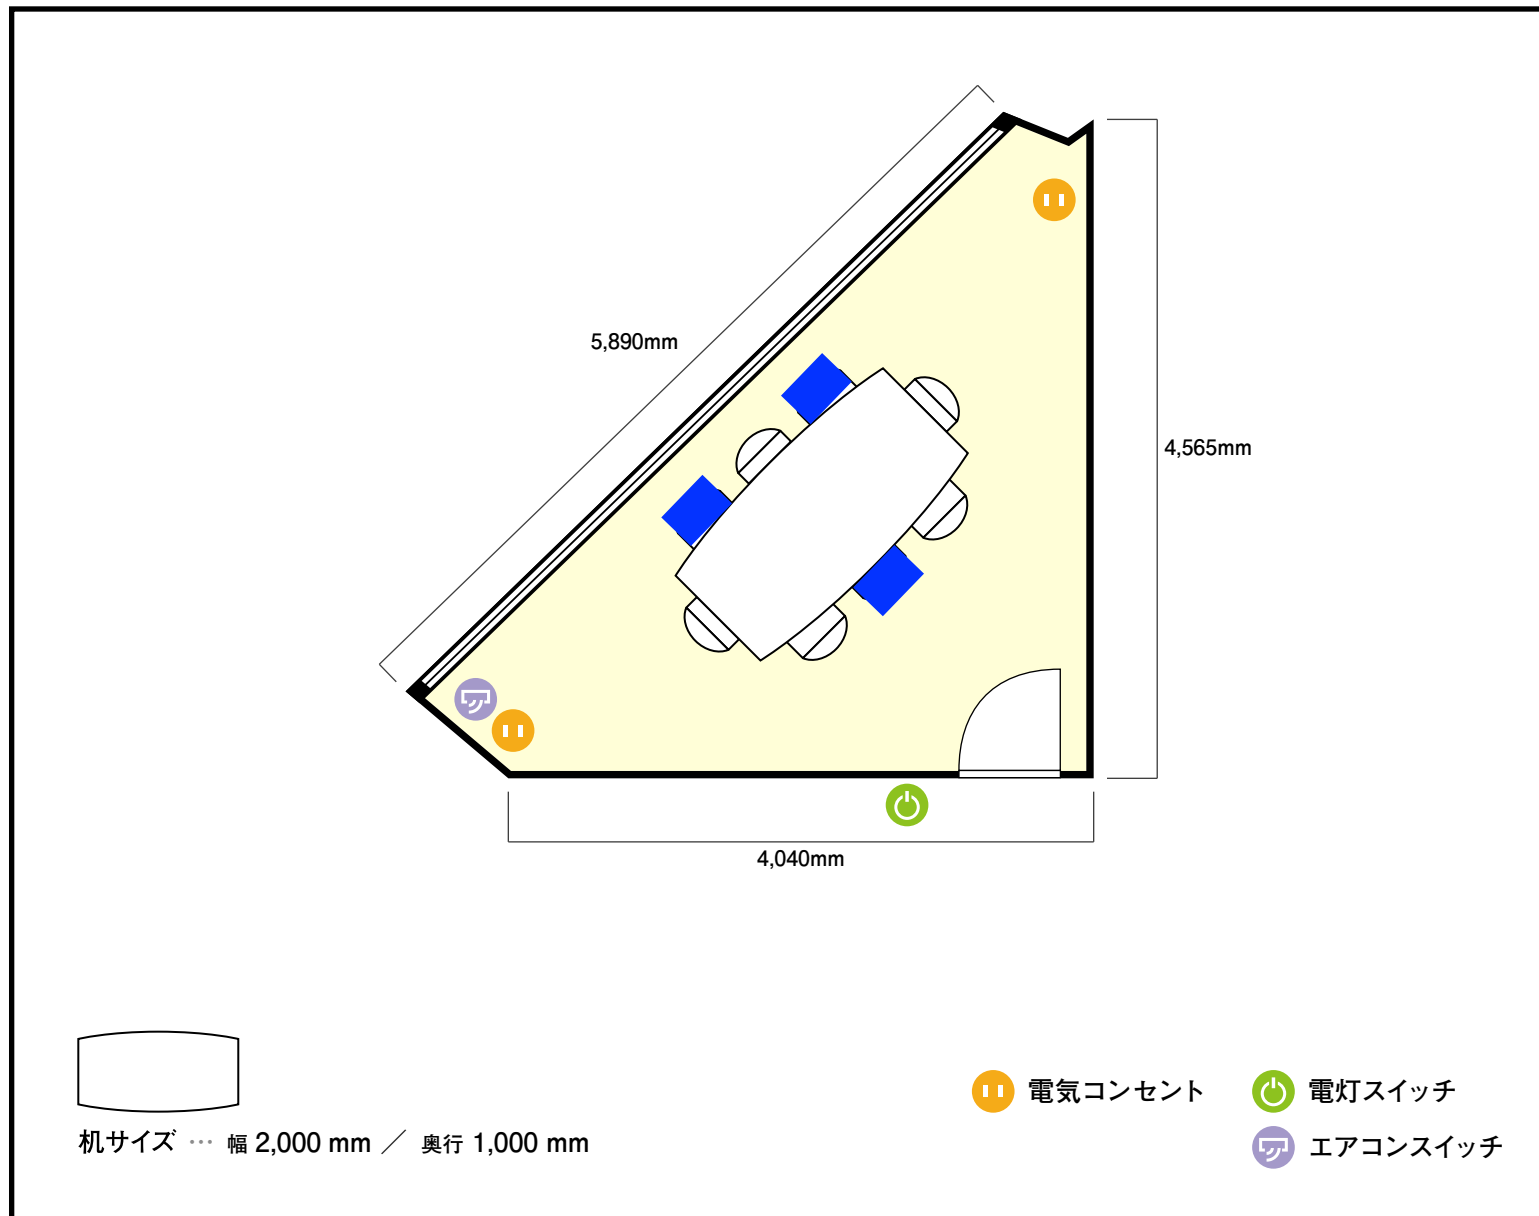 5,890mm
4,565mm
4,040mm
机サイズ … 幅 2,000 mm ／ 奥行 1,000 mm
電気コンセント
電灯スイッチ
エアコンスイッチ